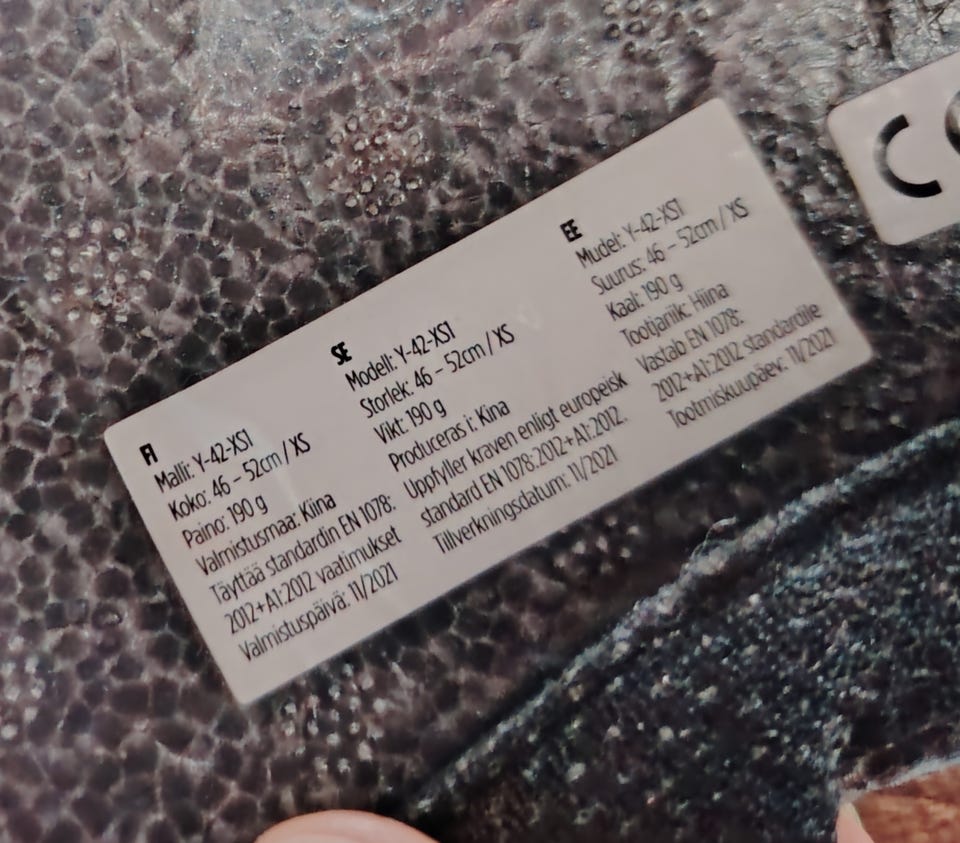 FI
Malli: Y-42-XS1
Koko: 46 – 52cm / XS
Paino: 190 g
Valmistusmaa: Kiina
Täyttää standardin EN 1078:
2012+A1:2012 vaatimukset
Valmistuspäivä: 11/2021
SE
Modell: Y-42-XS1
Storlek: 46 – 52cm / XS
Vikt: 190 g
Produceras i: Kina
Uppfyller kraven enligt europeisk
standard EN 1078:2012+A1:2012.
Tillverkningsdatum: 11/2021
EE
Mudel: Y-42-XS1
Suurus: 46 – 52cm / XS
Kaal: 190 g
Tootjariik: Hiina
Vastab EN 1078:
2012+A1:2012 standardile
Tootmiskuupäev: 11/2021
C